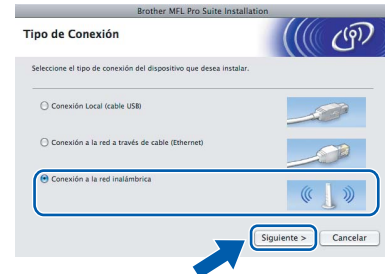 Brother MFL Pro Suite Installation
Tipo de Conexión
Seleccione el tipo de conexión del dispositivo que desea instalar.
Conexión Local (cable USB)
Conexión a la red a través de cable (Ethernet)
Conexión a la red inalámbrica
Siguiente >
Cancelar